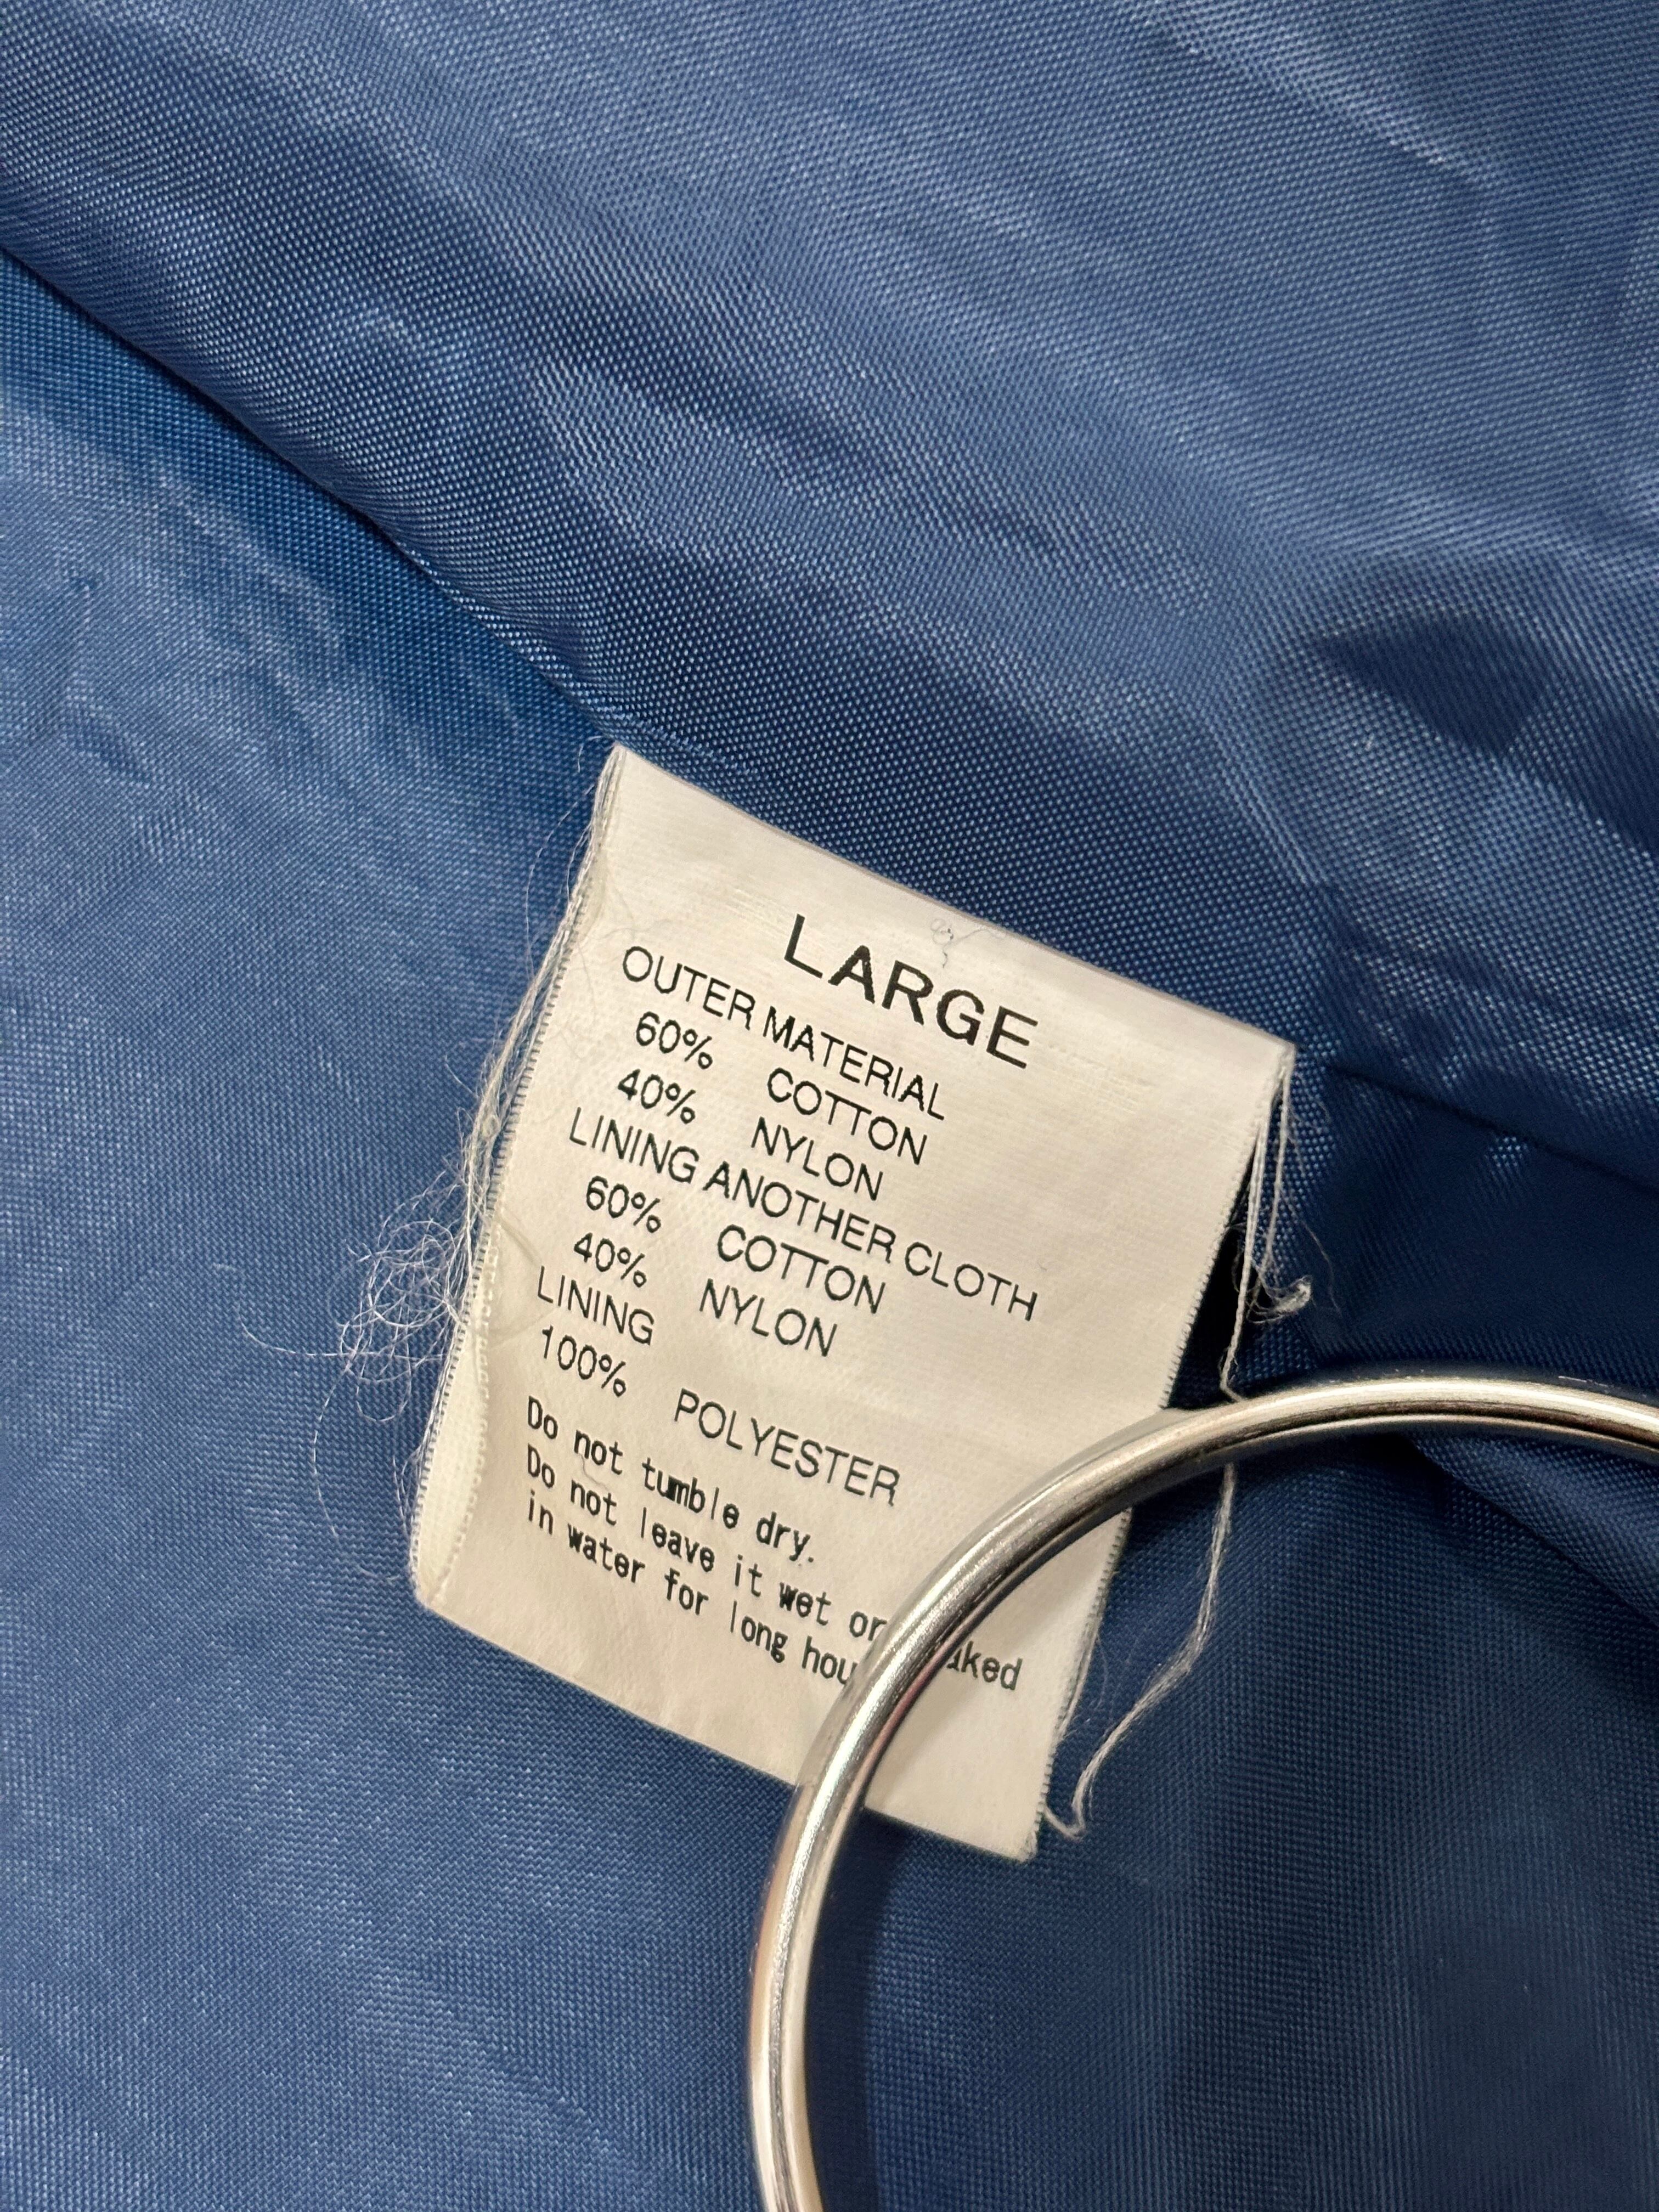 LARGE
OUTER MATERIAL
60% COTTON
40% NYLON
LINING ANOTHER CLOTH
60% COTTON
40% NYLON
LINING
100% POLYESTER
Do not tumble dry.
Do not leave it wet or
in water for long